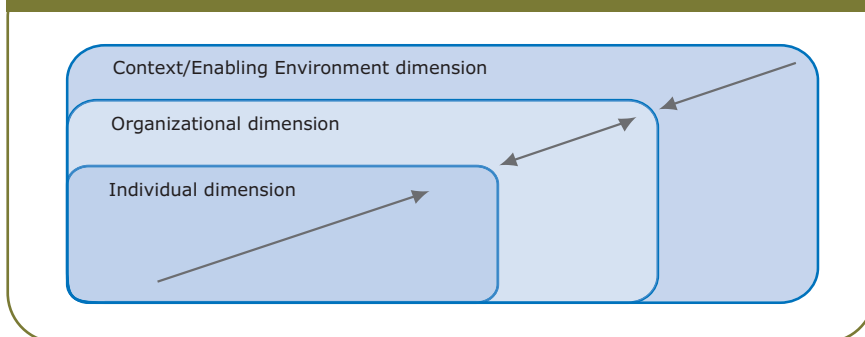 Context/Enabling Environment dimension
Organizational dimension
Individual dimension